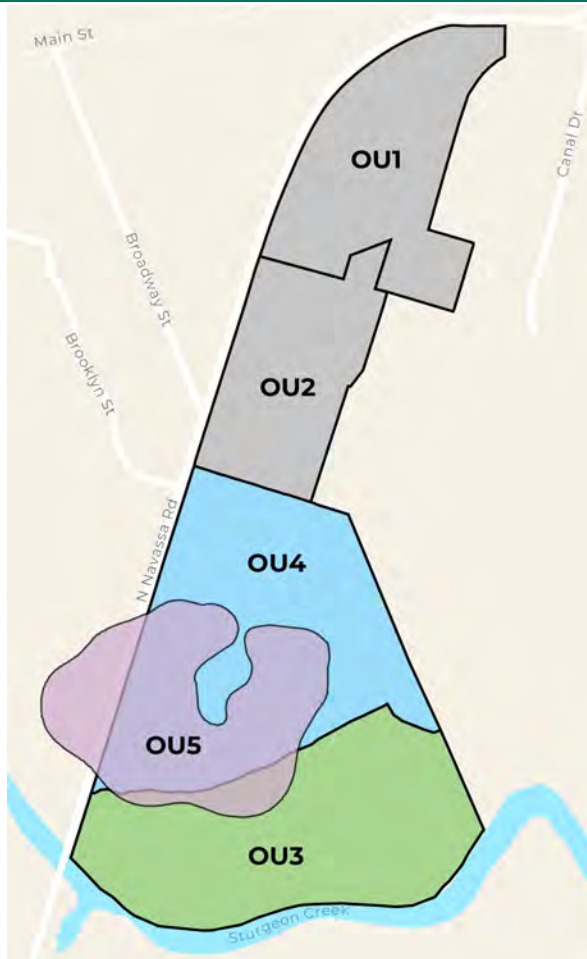 Main St
OU1
Canal Dr
Broadway St
Brooklyn St
OU2
N Navassa Rd
OU4
OU5
OU3
Sturgeon Creek